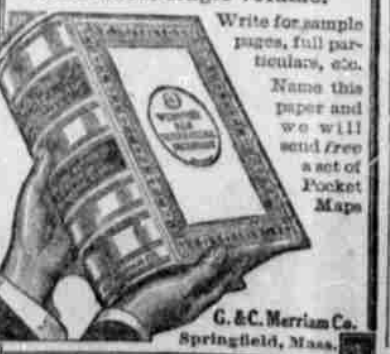 Write for sample
pages, full par-
ticulars, etc.
Name this
paper and
we will
send free
a set of
Pocket
Maps
G. & C. Merriam Co.
Springfield, Mass.